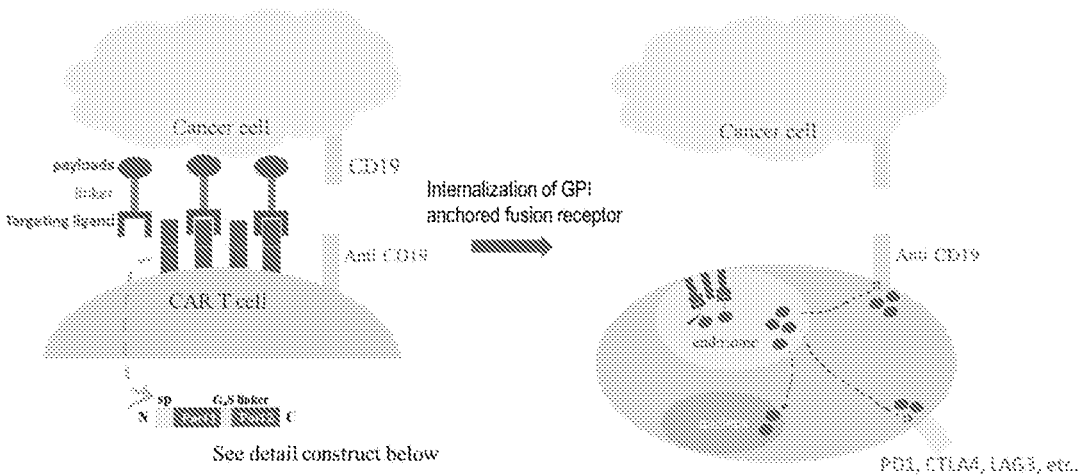 Cancer cell
payloads
linker
Targeting ligand
CD19
Anti CD19
CAR T cell
sp
G₄S linker
N
C
See detail construct below
Internalization of GPI
anchored fusion receptor
Cancer cell
Anti CD19
endosome
PD1, CTLA4, LAG3, etc.